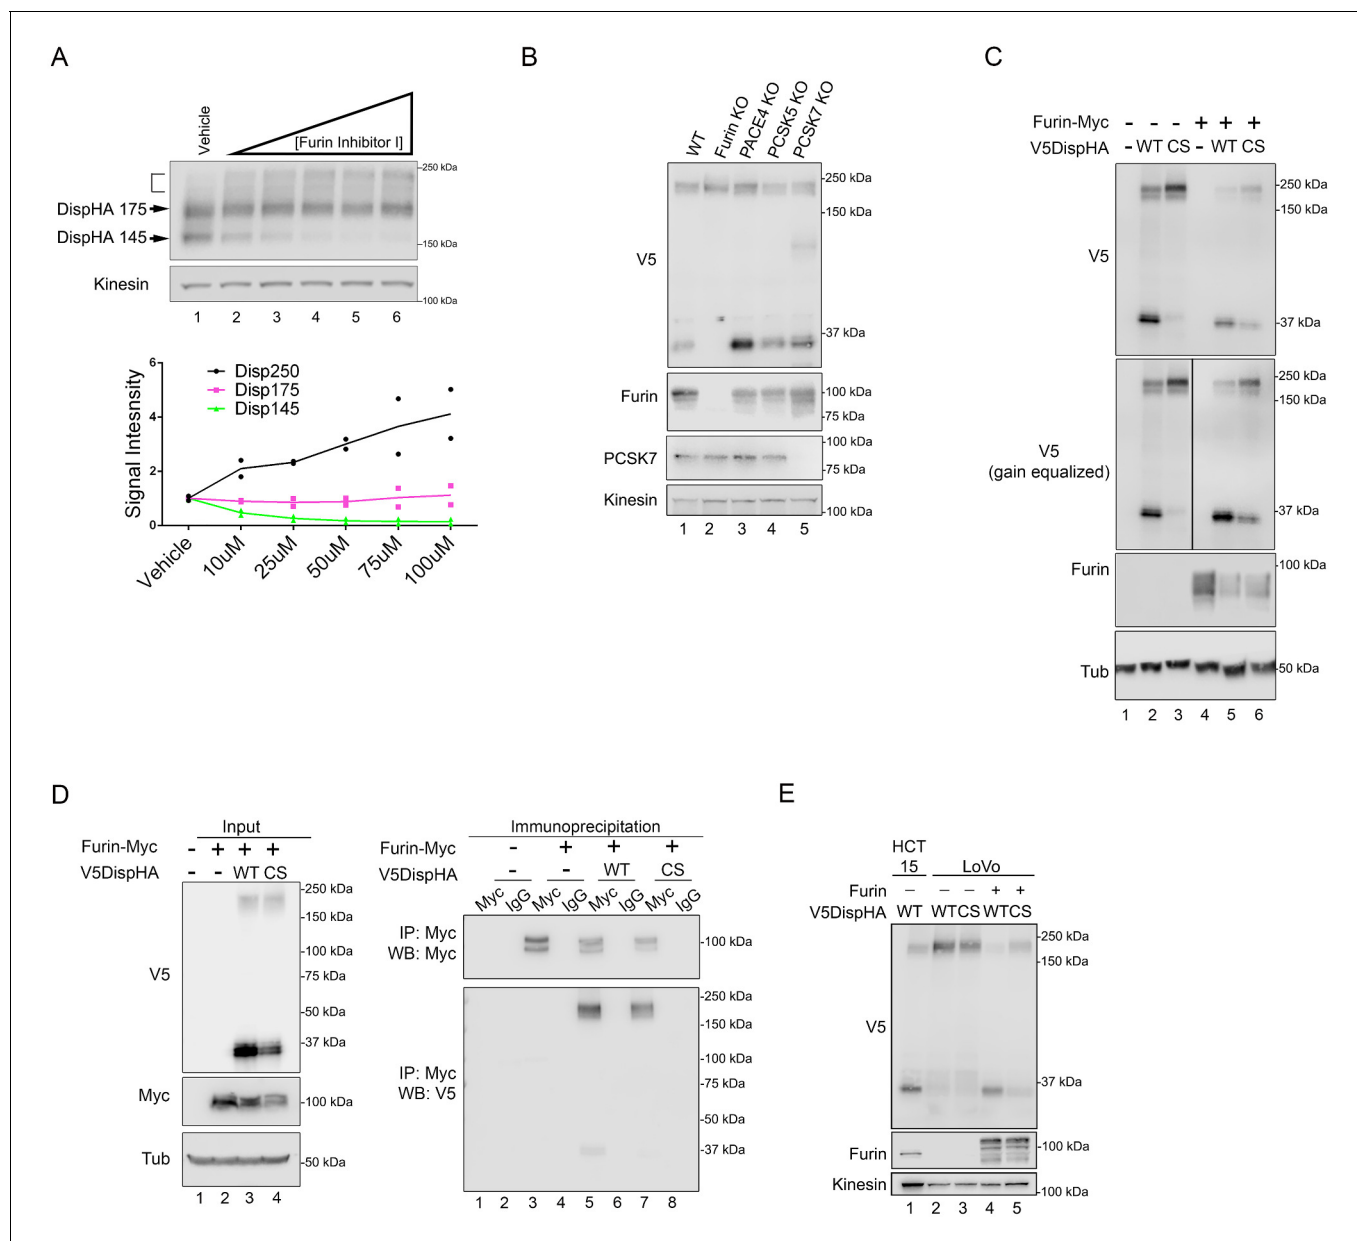 A
Vehicle
[Furin Inhibitor I]
250 kDa
DispHA 175
DispHA 145
150 kDa
Kinesin
100 kDa
1 2 3 4 5 6
Signal Intesnsity
6
4
2
0
Disp250
Disp175
Disp145
Vehicle 10uM 25uM 50uM 75uM 100uM
B
WT Furin KO PACE4 KO PCSK5 KO PCSK7 KO
250 kDa
150 kDa
V5
37 kDa
Furin
100 kDa
75 kDa
PCSK7
100 kDa
75 kDa
Kinesin
100 kDa
1 2 3 4 5
C
Furin-Myc - - - + + +
V5DispHA - WT CS - WT CS
250 kDa
150 kDa
V5
37 kDa
250 kDa
150 kDa
V5
(gain equalized)
37 kDa
Furin
100 kDa
Tub
50 kDa
1 2 3 4 5 6
D
Input
Furin-Myc - + + +
V5DispHA - - WT CS
250 kDa
150 kDa
100 kDa
V5
75 kDa
50 kDa
37 kDa
Myc
100 kDa
Tub
50 kDa
1 2 3 4
Immunoprecipitation
Furin-Myc - + + +
V5DispHA - - WT CS
Myc IgG Myc IgG Myc IgG Myc IgG
IP: Myc
WB: Myc
100 kDa
250 kDa
150 kDa
100 kDa
IP: Myc
WB: V5
75 kDa
50 kDa
37 kDa
1 2 3 4 5 6 7 8
E
HCT
15 LoVo
Furin – – – + +
V5DispHA WT WT CS WT CS
250 kDa
150 kDa
V5
37 kDa
Furin
100 kDa
75 kDa
Kinesin
100 kDa
1 2 3 4 5